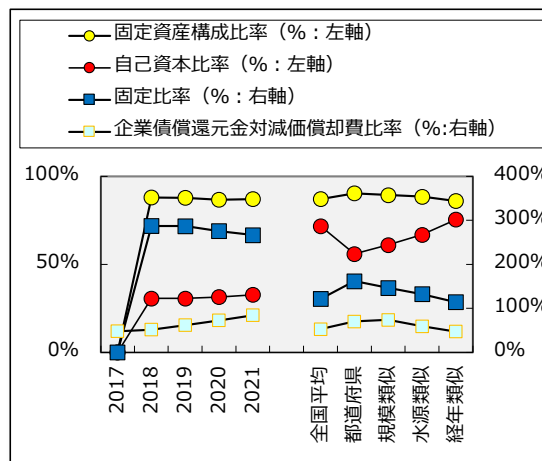 固定資産構成比率（%：左軸）
自己資本比率（%：左軸）
固定比率（%：右軸）
企業債償還元金対減価償却費比率（%:右軸）
100%
50%
0%
400%
300%
200%
100%
0%
2017
2018
2019
2020
2021
全国平均
都道府県
規模類似
水源類似
経年類似